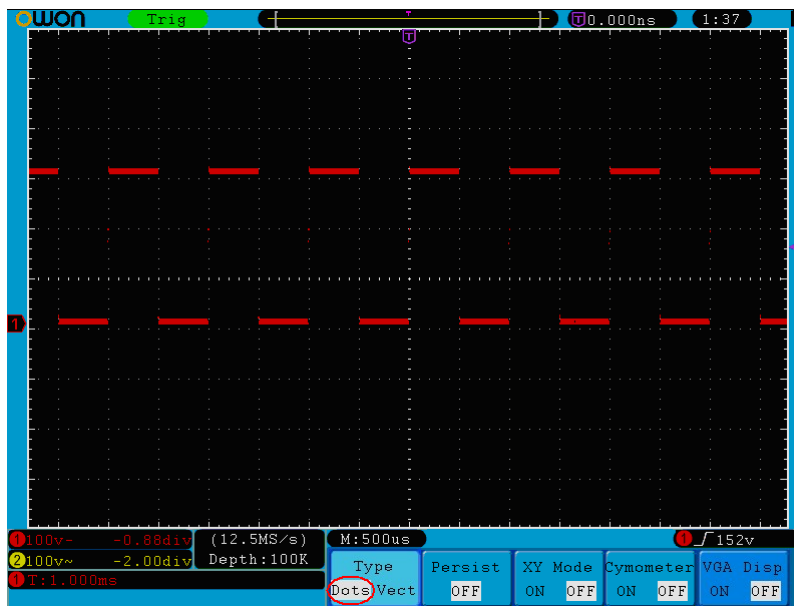 owon Trig T T 0.000ns 1:37
T
1
1 100v- -0.88div (12.5MS/s) M:500us 1 152v
2 100v~ -2.00div Depth:100K
1 T:1.000ms
Type Persist XY Mode Cymometer VGA Disp
Dots Vect OFF ON OFF ON OFF ON OFF